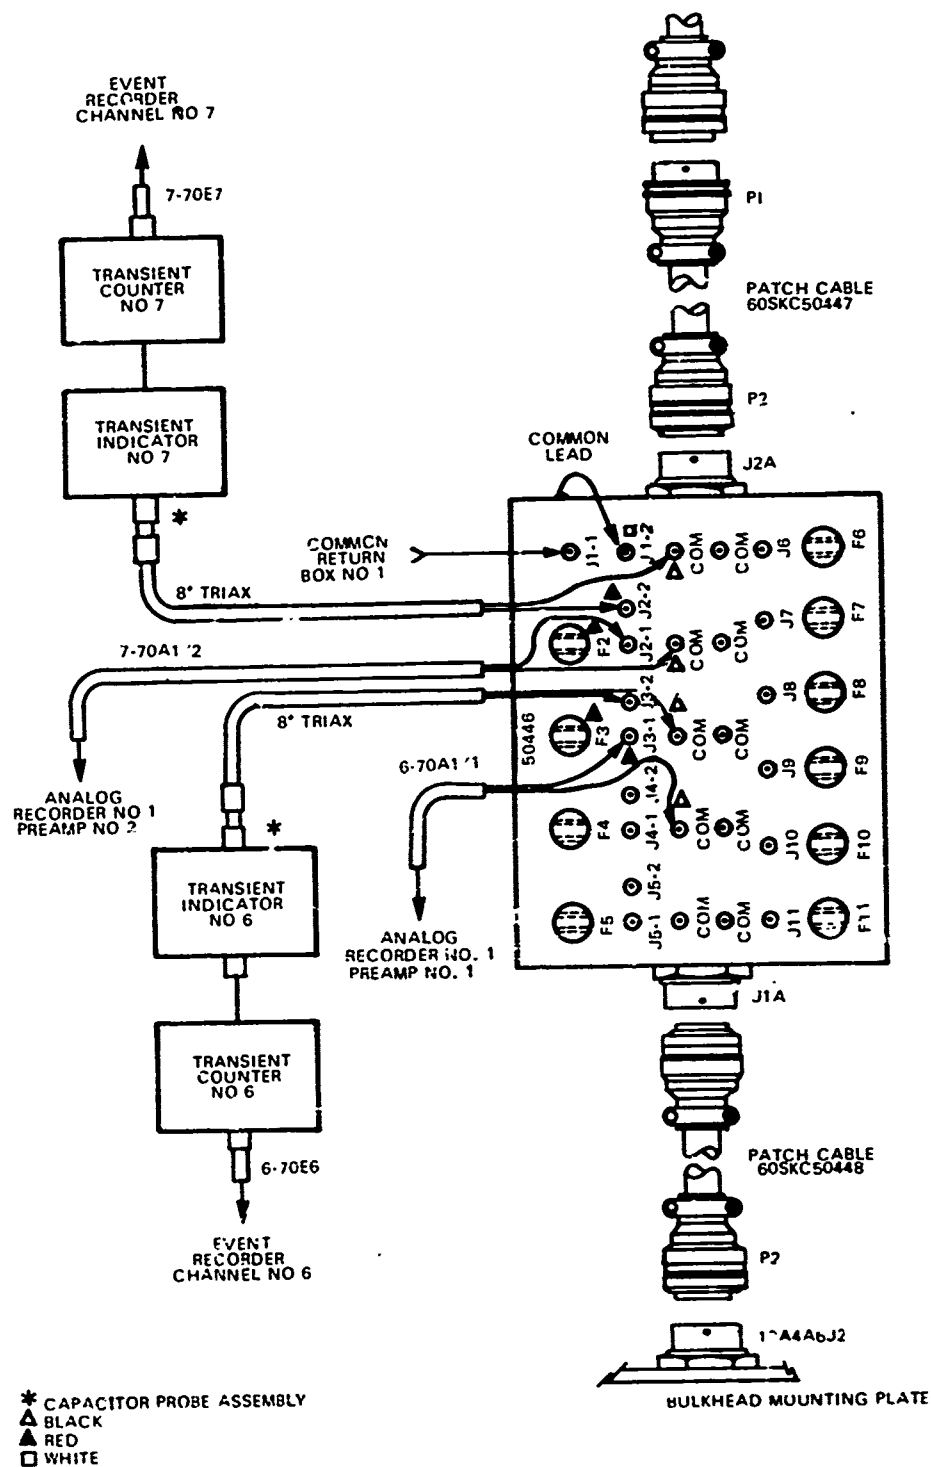 EVENT
RECORDER
CHANNEL NO 7
7-70E7
TRANSIENT
COUNTER
NO 7
TRANSIENT
INDICATOR
NO 7
*
8" TRIAX
7-70A1
ANALOG
RECORDER NO 1
PREAMP NO 2
8" TRIAX
*
TRANSIENT
INDICATOR
NO 6
TRANSIENT
COUNTER
NO 6
6-70E6
EVENT
RECORDER
CHANNEL NO 6
6-70A1
ANALOG
RECORDER NO. 1
PREAMP NO. 1
COMMON
RETURN
BOX NO 1
COMMON
LEAD
P1
PATCH CABLE
60SKC50447
P2
J2A
J1-1
J1-2
COM
COM
J6
F6
J2-2
F2
J2-1
COM
COM
J7
F7
J3-2
J8
F8
50446
F3
J3-1
COM
COM
J9
F9
J4-2
F4
J4-1
COM
COM
J10
F10
J5-2
F5
J5-1
COM
COM
J11
F11
J1A
PATCH CABLE
60SKC50448
P2
BULKHEAD MOUNTING PLATE
* CAPACITOR PROBE ASSEMBLY
△ BLACK
▲ RED
□ WHITE